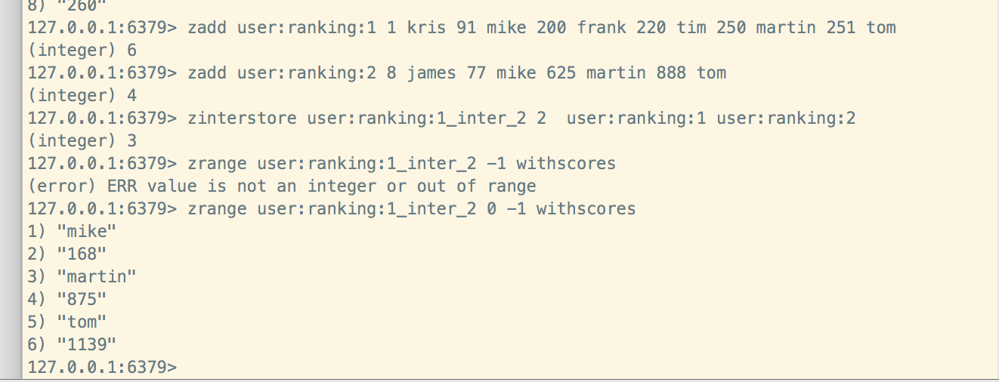 8) "260"
127.0.0.1:6379> zadd user:ranking:1 1 kris 91 mike 200 frank 220 tim 250 martin 251 tom
(integer) 6
127.0.0.1:6379> zadd user:ranking:2 8 james 77 mike 625 martin 888 tom
(integer) 4
127.0.0.1:6379> zinterstore user:ranking:1_inter_2 2  user:ranking:1 user:ranking:2
(integer) 3
127.0.0.1:6379> zrange user:ranking:1_inter_2 -1 withscores
(error) ERR value is not an integer or out of range
127.0.0.1:6379> zrange user:ranking:1_inter_2 0 -1 withscores
1) "mike"
2) "168"
3) "martin"
4) "875"
5) "tom"
6) "1139"
127.0.0.1:6379>